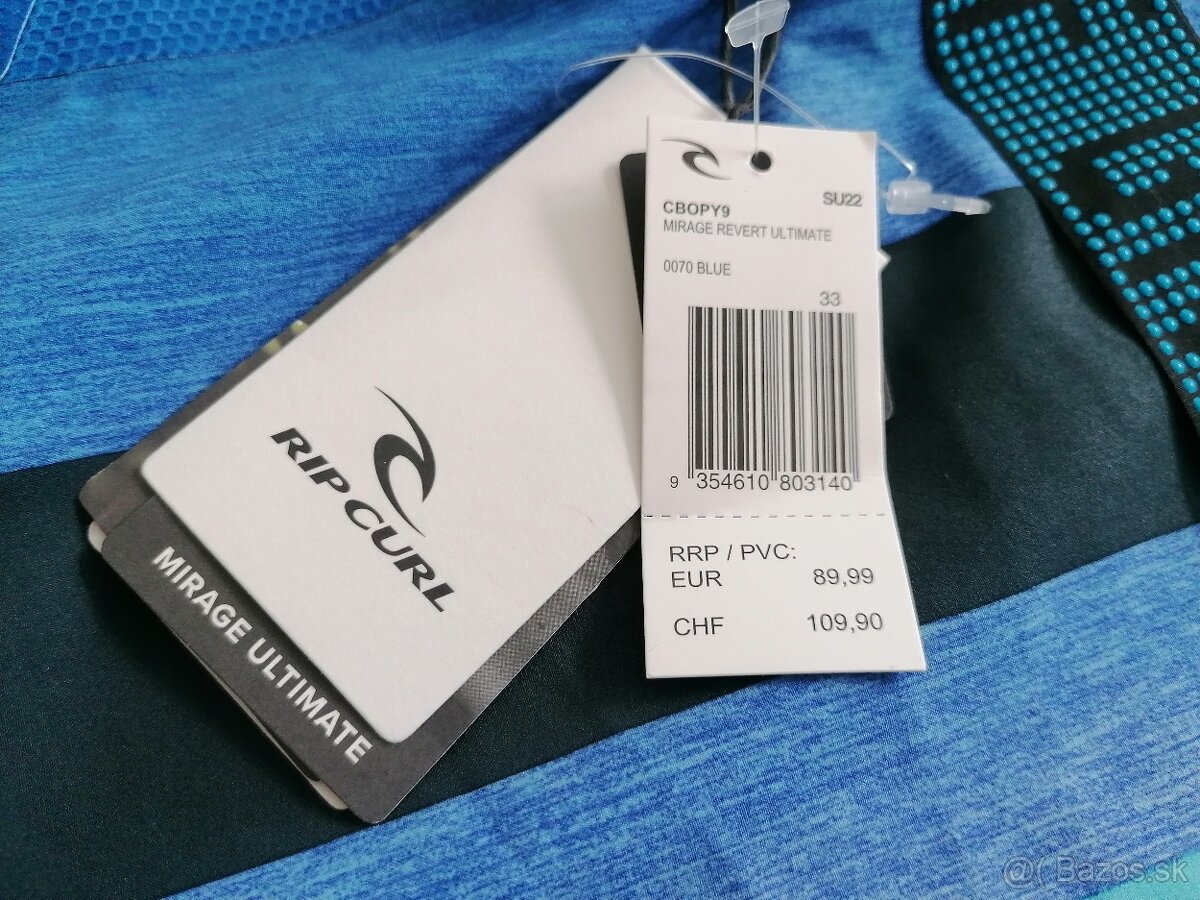 RIP CURL
MIRAGE ULTIMATE
SU22
CBOPY9
MIRAGE REVERT ULTIMATE
0070 BLUE
33
9 354610 803140
RRP / PVC:
EUR 89,99
CHF 109,90
@( Bazos.sk